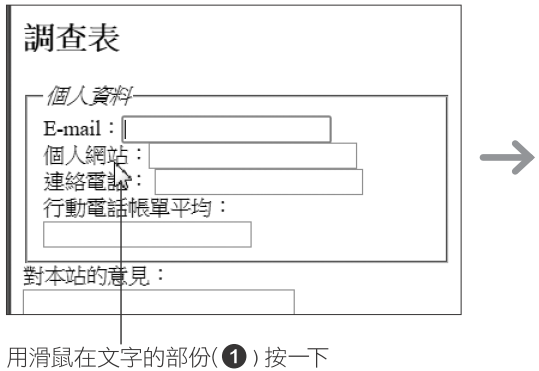 調查表
個人資料
E-mail：
個人網站：
連絡電話：
行動電話帳單平均：
對本站的意見：
用滑鼠在文字的部份(❶)按一下